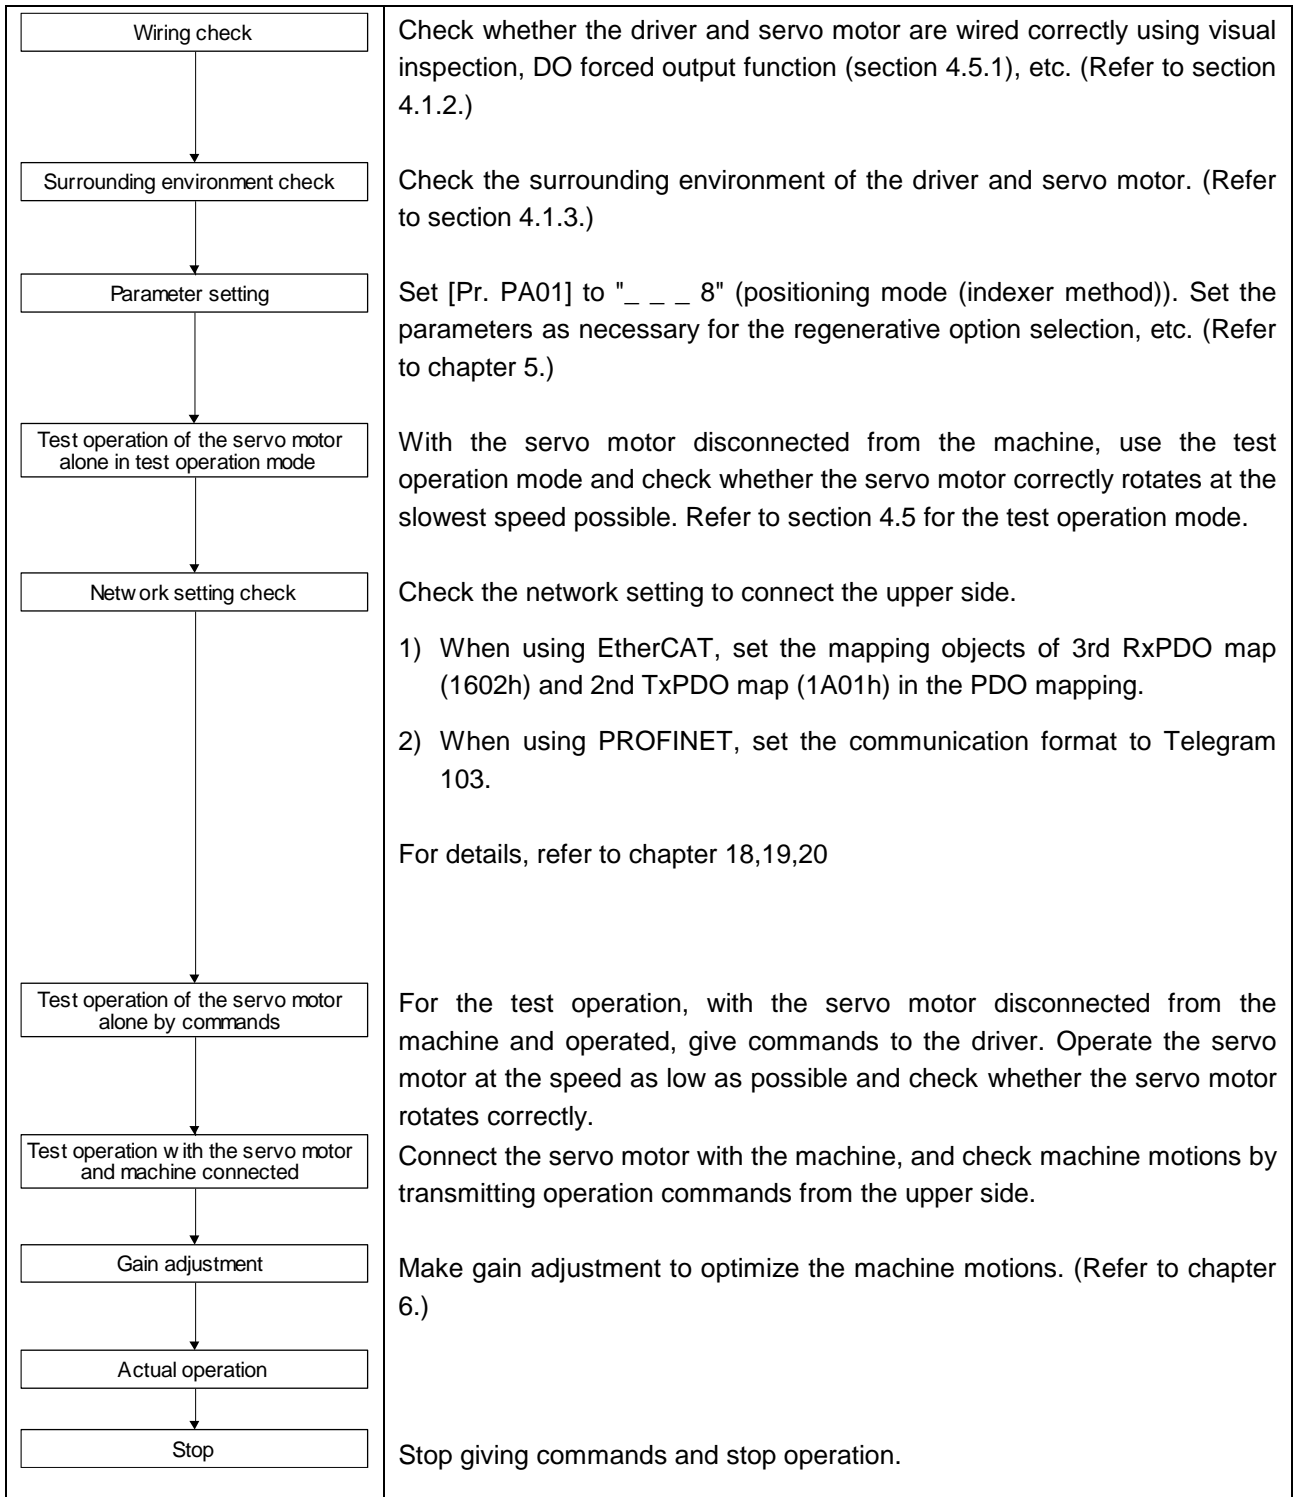 Wiring check
Check whether the driver and servo motor are wired correctly using visual
inspection, DO forced output function (section 4.5.1), etc. (Refer to section
4.1.2.)
Surrounding environment check
Check the surrounding environment of the driver and servo motor. (Refer
to section 4.1.3.)
Parameter setting
Set [Pr. PA01] to "_ _ _ 8" (positioning mode (indexer method)). Set the
parameters as necessary for the regenerative option selection, etc. (Refer
to chapter 5.)
Test operation of the servo motor
alone in test operation mode
With the servo motor disconnected from the machine, use the test
operation mode and check whether the servo motor correctly rotates at the
slowest speed possible. Refer to section 4.5 for the test operation mode.
Network setting check
Check the network setting to connect the upper side.
1) When using EtherCAT, set the mapping objects of 3rd RxPDO map
(1602h) and 2nd TxPDO map (1A01h) in the PDO mapping.
2) When using PROFINET, set the communication format to Telegram
103.
For details, refer to chapter 18,19,20
Test operation of the servo motor
alone by commands
For the test operation, with the servo motor disconnected from the
machine and operated, give commands to the driver. Operate the servo
motor at the speed as low as possible and check whether the servo motor
rotates correctly.
Test operation with the servo motor
and machine connected
Connect the servo motor with the machine, and check machine motions by
transmitting operation commands from the upper side.
Gain adjustment
Make gain adjustment to optimize the machine motions. (Refer to chapter
6.)
Actual operation
Stop
Stop giving commands and stop operation.